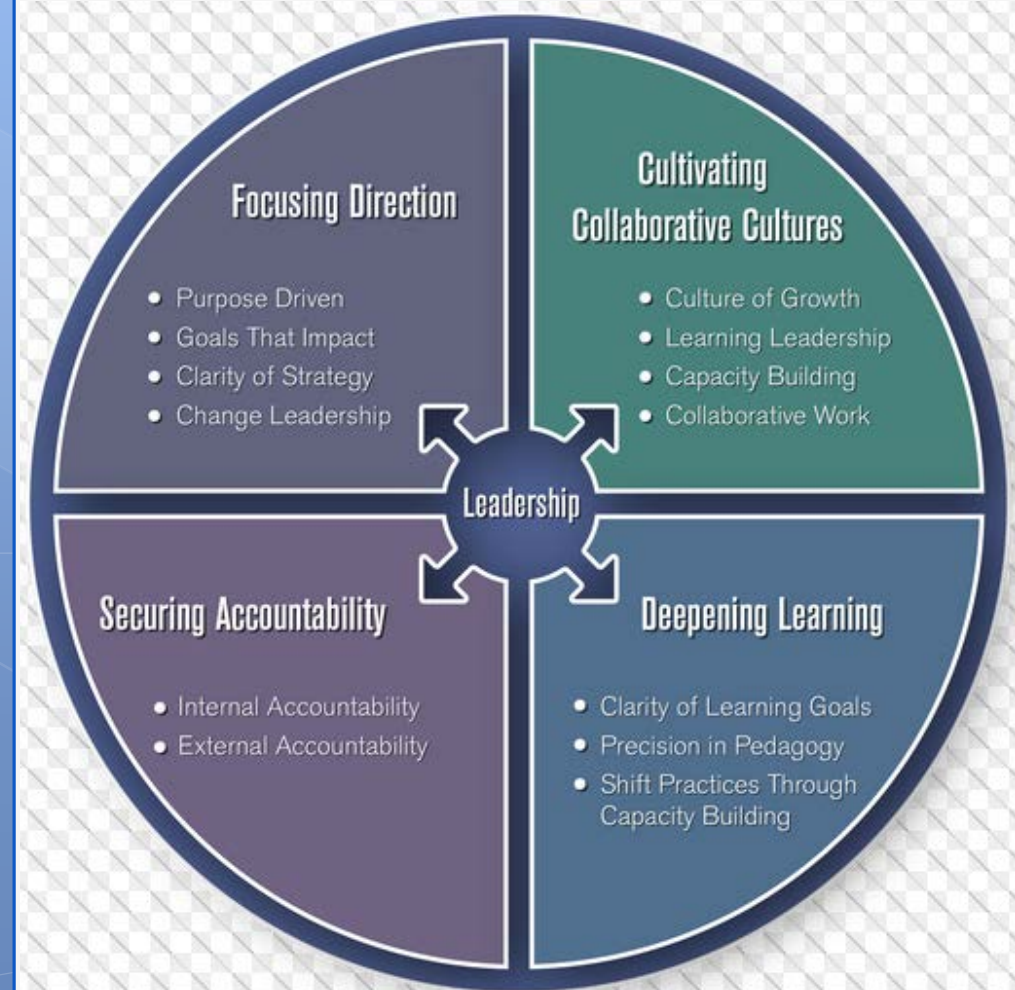 Focusing Direction
• Purpose Driven
• Goals That Impact
• Clarity of Strategy
• Change Leadership
Cultivating
Collaborative Cultures
• Culture of Growth
• Learning Leadership
• Capacity Building
• Collaborative Work
Leadership
Securing Accountability
• Internal Accountability
• External Accountability
Deepening Learning
• Clarity of Learning Goals
• Precision in Pedagogy
• Shift Practices Through
Capacity Building